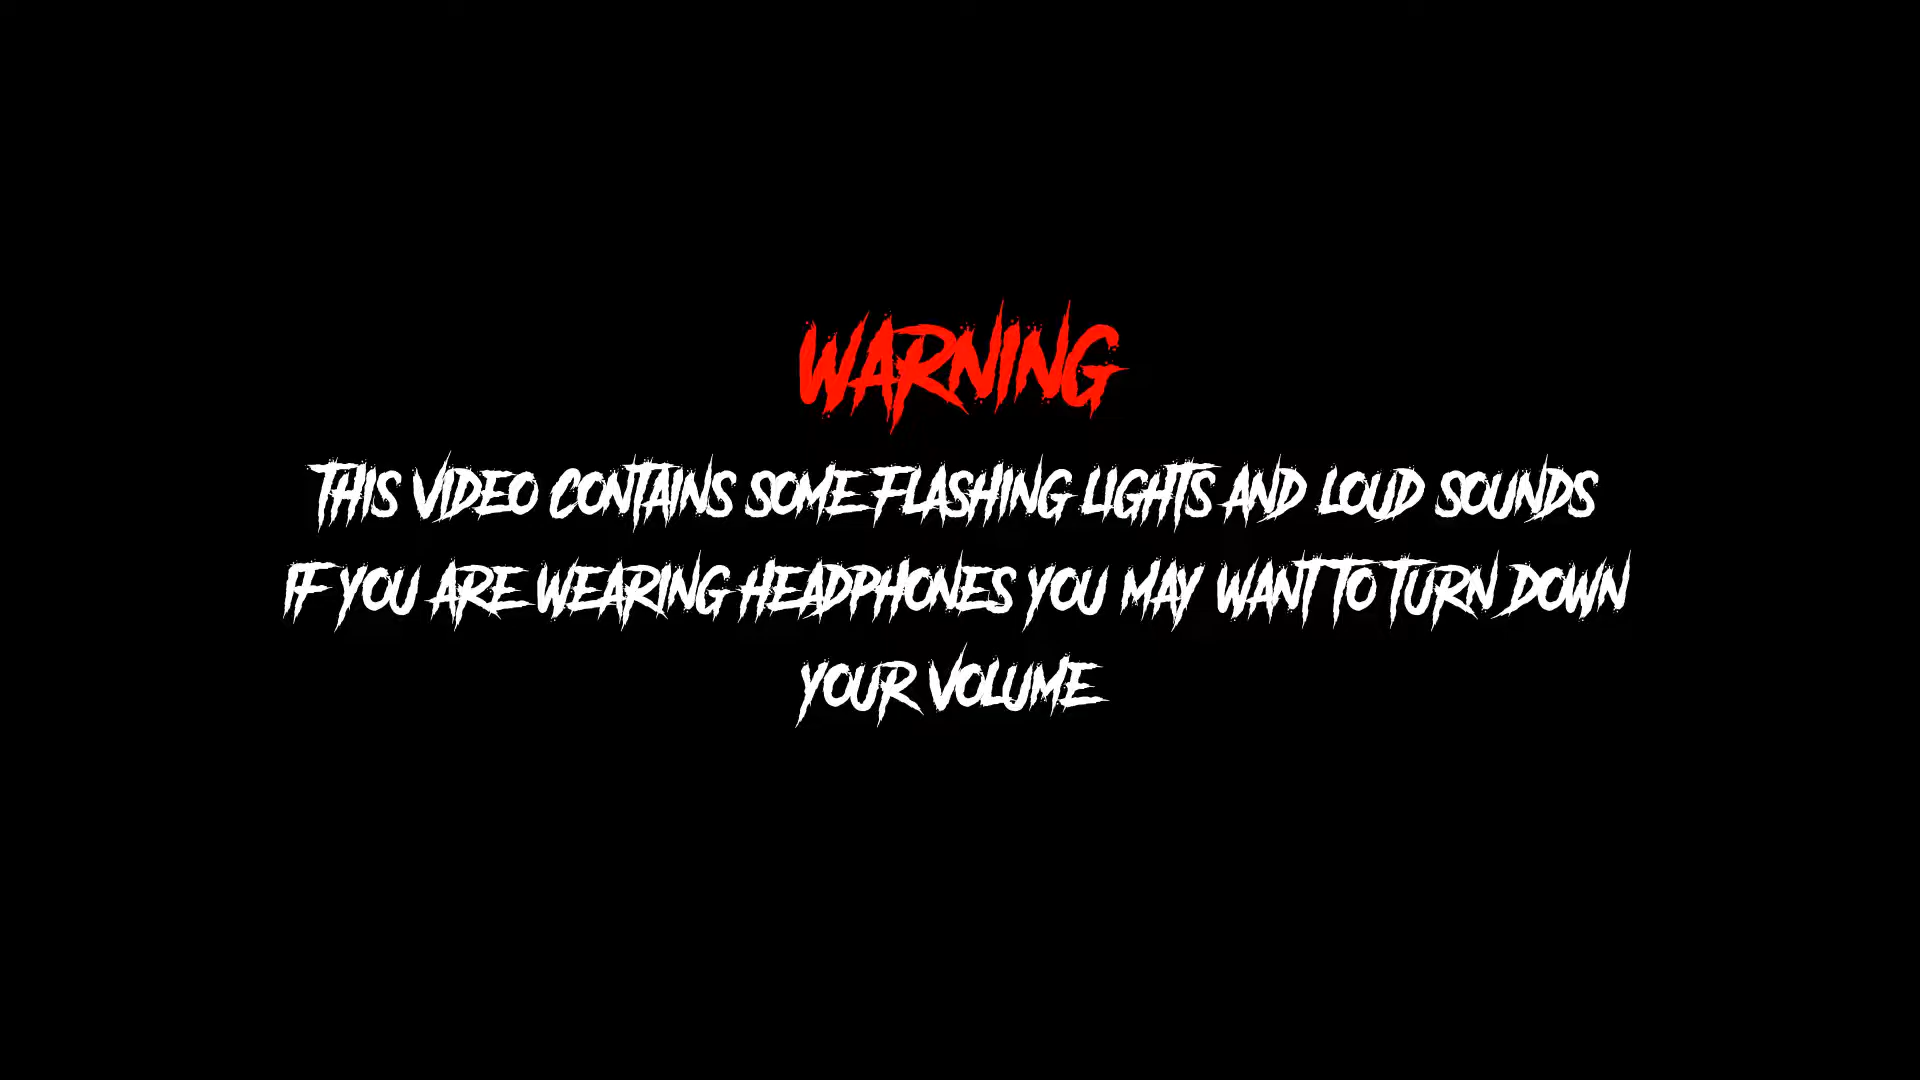 WARNING
THIS VIDEO CONTAINS SOME FLASHING LIGHTS AND LOUD SOUNDS
IF YOU ARE WEARING HEADPHONES YOU MAY WANT TO TURN DOWN
YOUR VOLUME